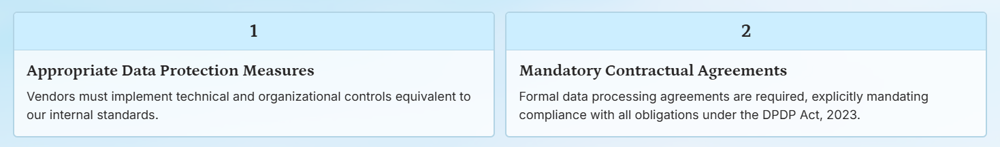 1
Appropriate Data Protection Measures
Vendors must implement technical and organizational controls equivalent to
our internal standards.
2
Mandatory Contractual Agreements
Formal data processing agreements are required, explicitly mandating
compliance with all obligations under the DPDP Act, 2023.